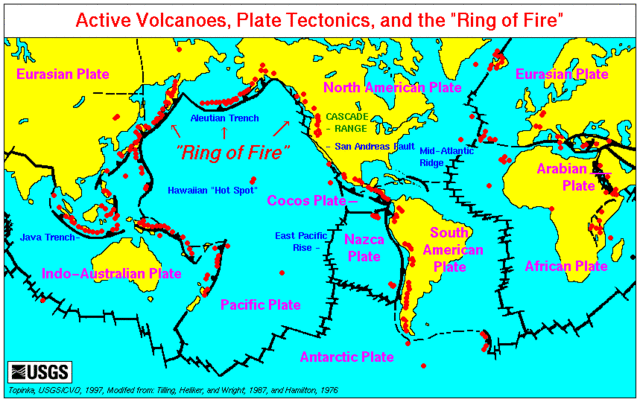 Active Volcanoes, Plate Tectonics, and the "Ring of Fire"
Eurasian Plate
North American Plate
Eurasian Plate
Aleutian Trench
CASCADE
RANGE
"Ring of Fire"
San Andreas Fault
Mid-Atlantic
Ridge
Arabian
Plate
Hawaiian "Hot Spot"
Cocos Plate
Java Trench
East Pacific
Rise
Nazca
Plate
South
American
Plate
Indo-Australian Plate
African Plate
Pacific Plate
Antarctic Plate
USGS
Topinka, USGS/CVO, 1997, Modified from: Tilling, Heliker, and Wright, 1987, and Hamilton, 1976